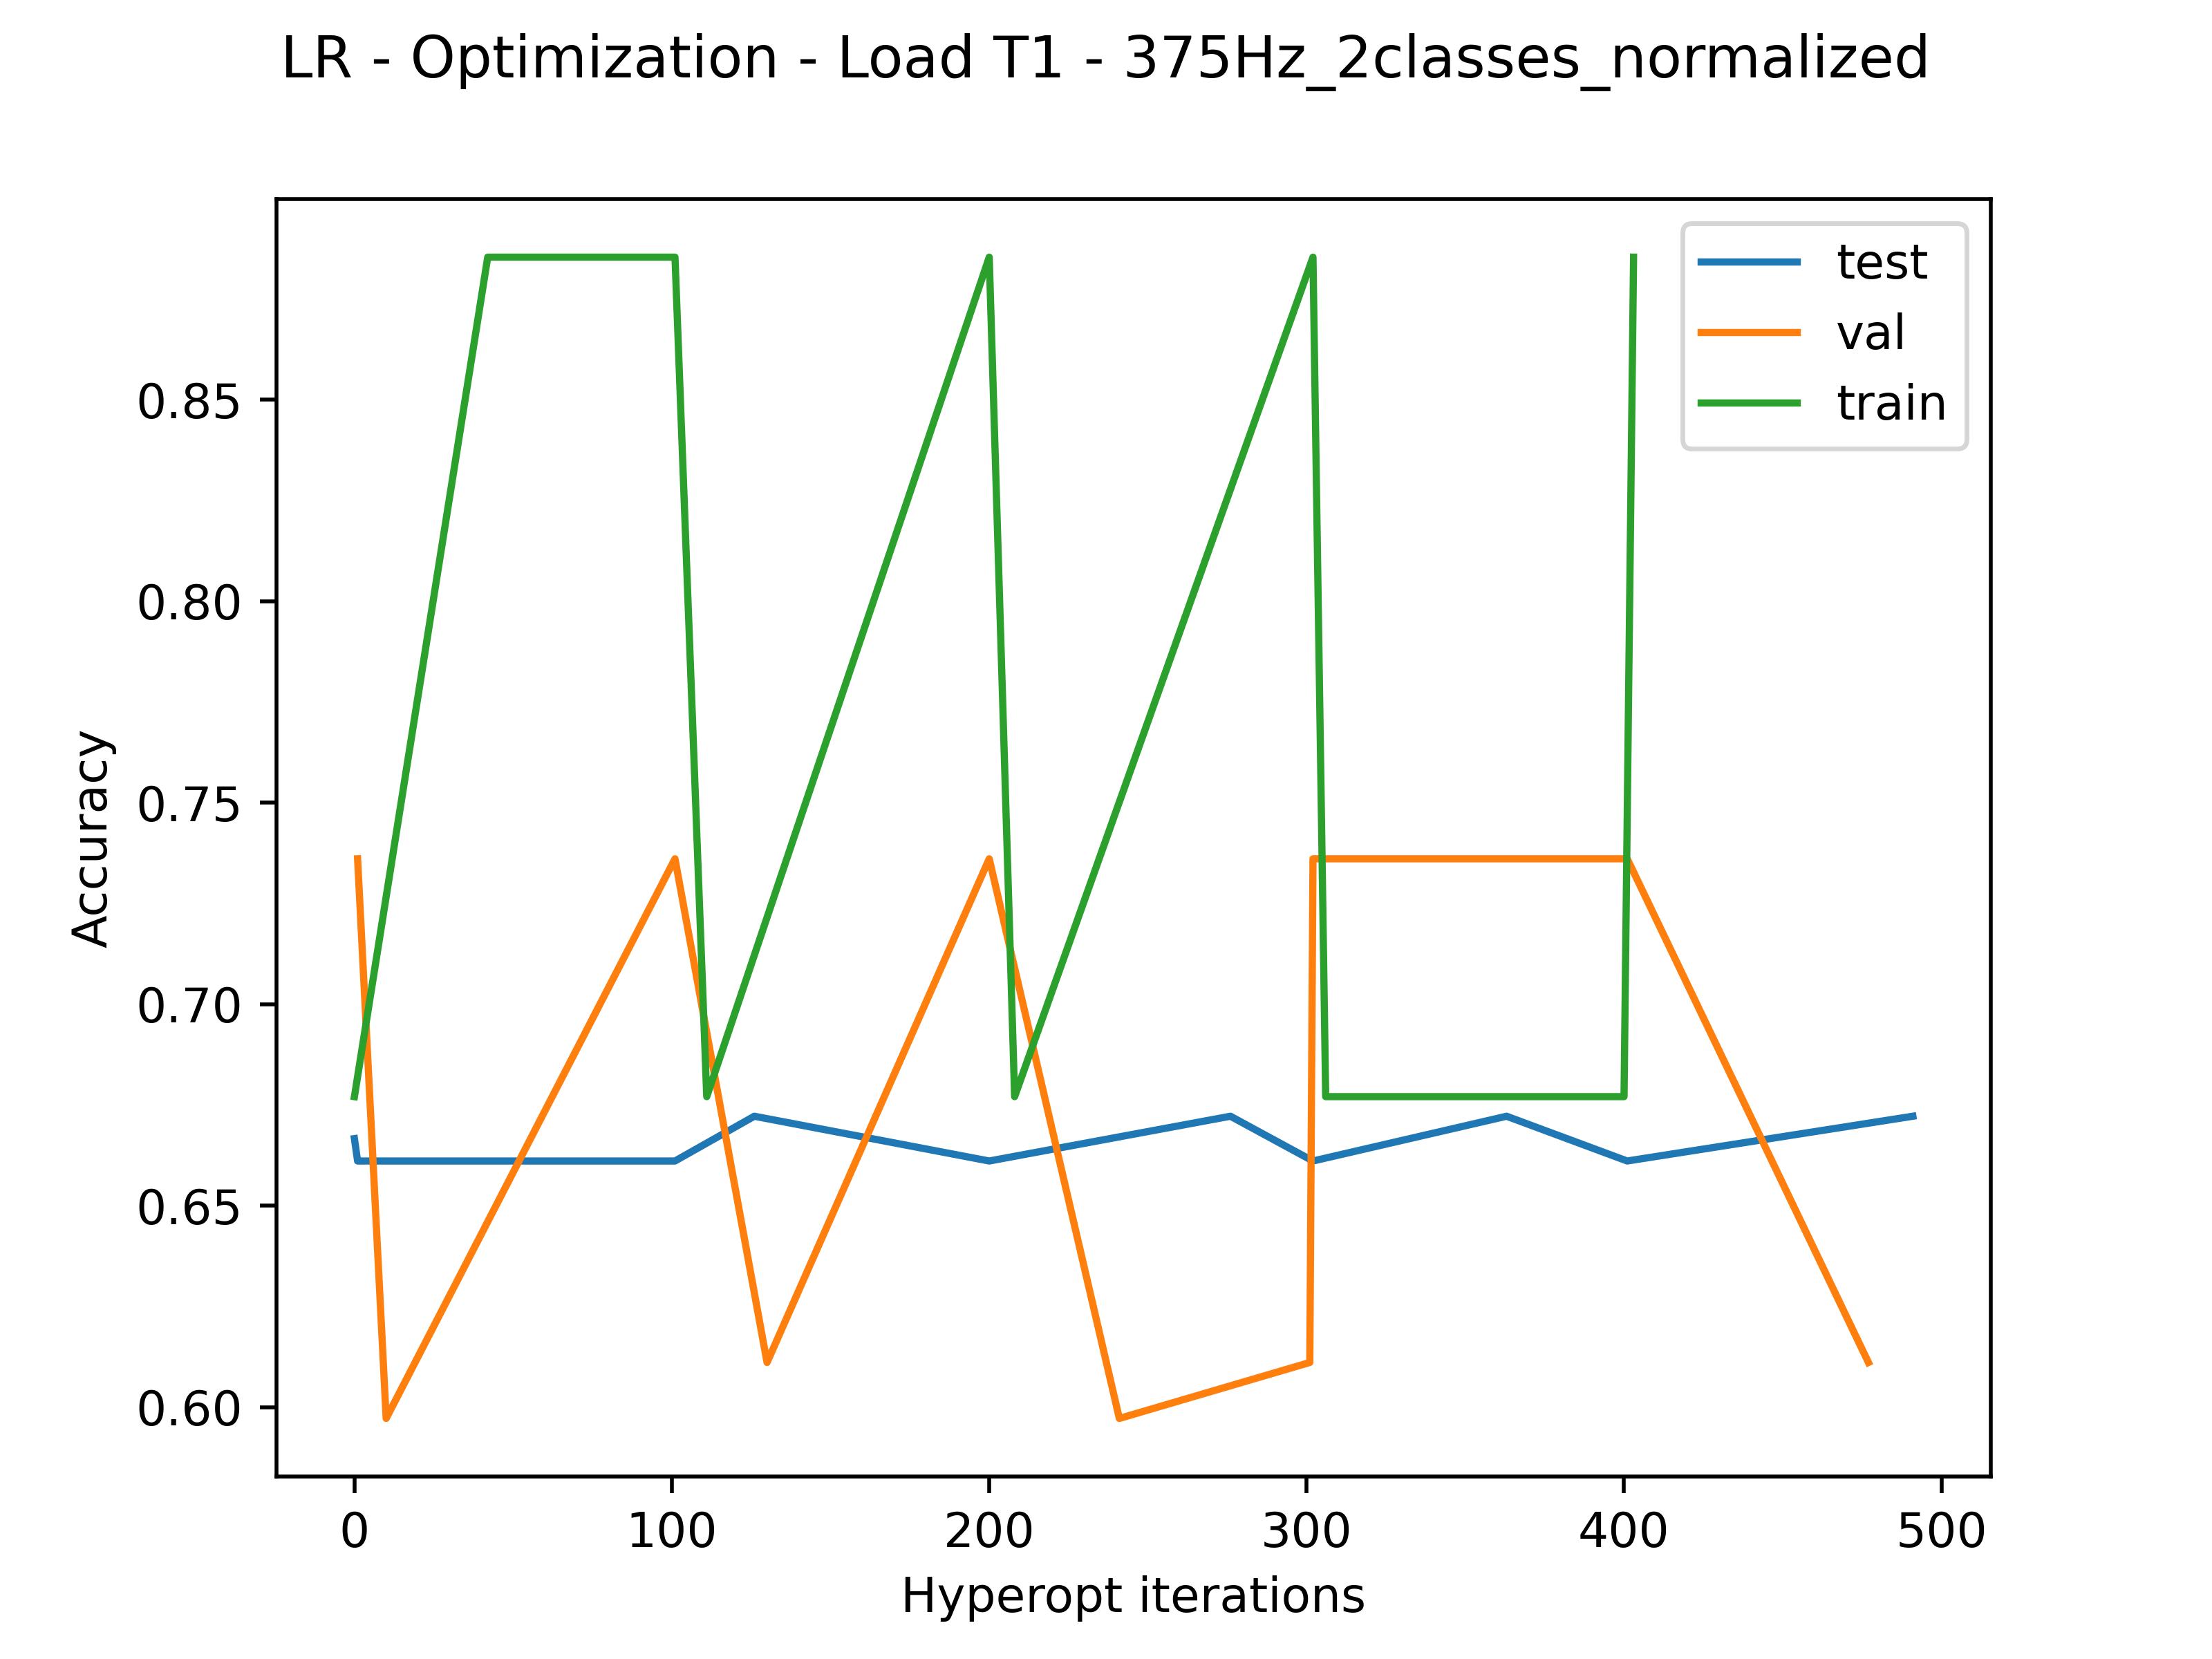 LR - Optimization - Load T1 - 375Hz_2classes_normalized
test
val
train
0.85
0.80
0.75
0.70
0.65
0.60
Accuracy
0 100 200 300 400 500
Hyperopt iterations